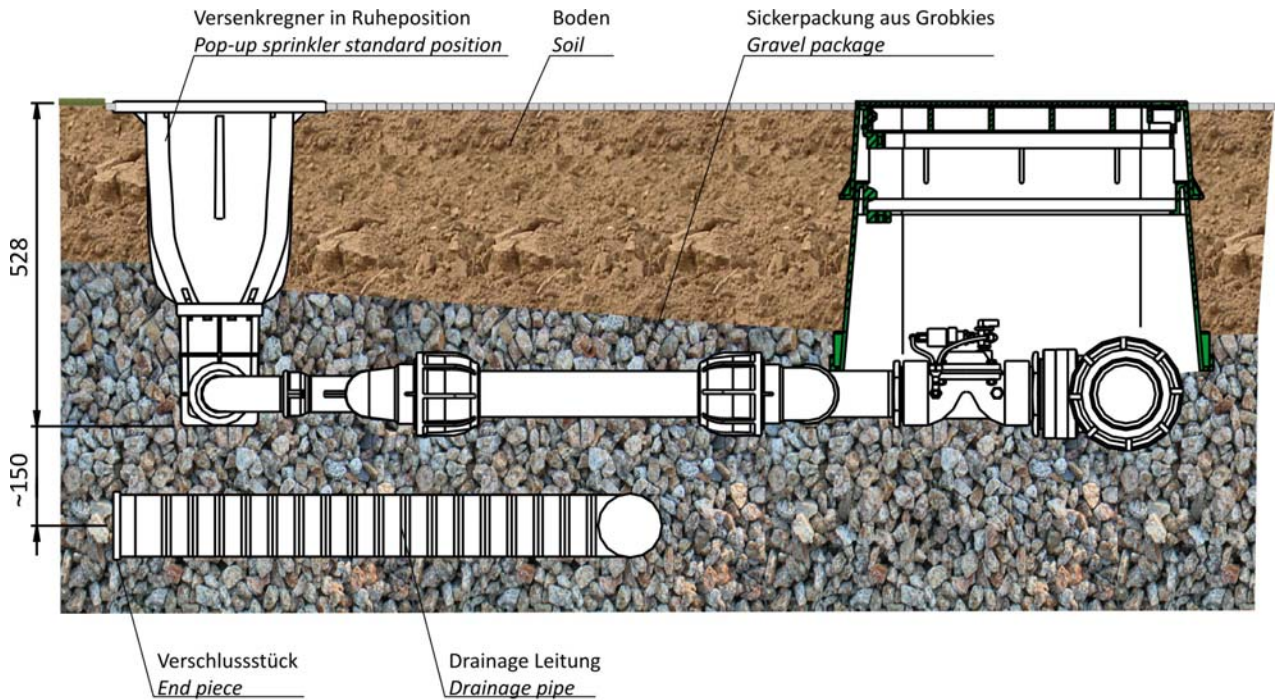 Versenkregner in Ruheposition
Pop-up sprinkler standard position
Boden
Soil
Sickerpackung aus Grobkies
Gravel package
528
~150
Verschlussstück
End piece
Drainage Leitung
Drainage pipe